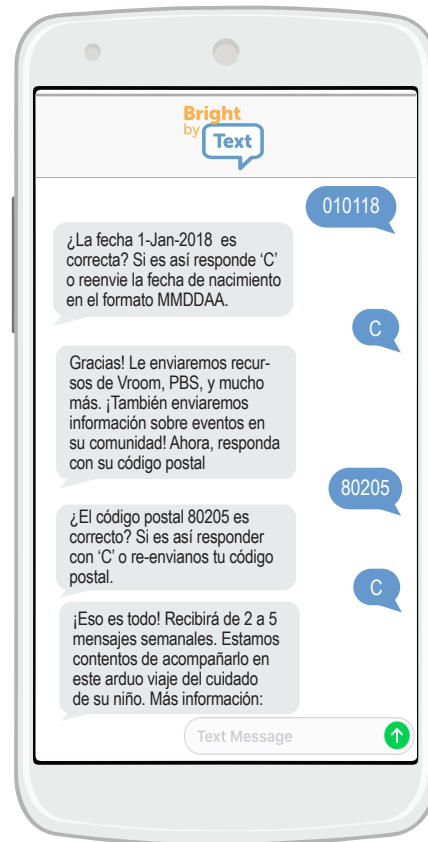 Bright
by Text
010118
¿La fecha 1-Jan-2018 es
correcta? Si es así responde ‘C’
o reenvie la fecha de nacimiento
en el formato MMDDAA.
C
Gracias! Le enviaremos recur-
sos de Vroom, PBS, y mucho
más. ¡También enviaremos
información sobre eventos en
su comunidad! Ahora, responda
con su código postal
80205
¿El código postal 80205 es
correcto? Si es así responder
con ‘C’ o re-envianos tu código
postal.
C
¡Eso es todo! Recibirá de 2 a 5
mensajes semanales. Estamos
contentos de acompañarlo en
este arduo viaje del cuidado
de su niño. Más información:
Text Message